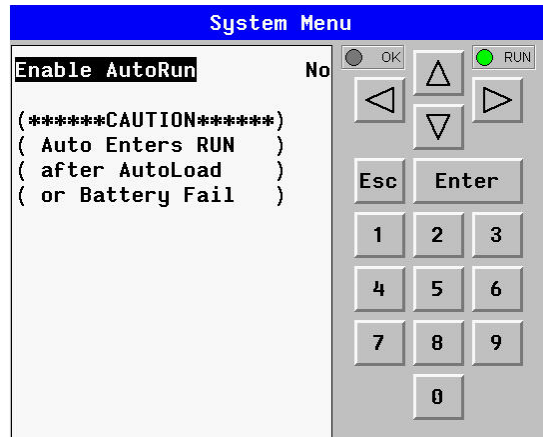 System Menu
Enable AutoRun No
(******CAUTION******)
( Auto Enters RUN )
( after AutoLoad )
( or Battery Fail )
OK
RUN
Esc Enter
1 2 3
4 5 6
7 8 9
0